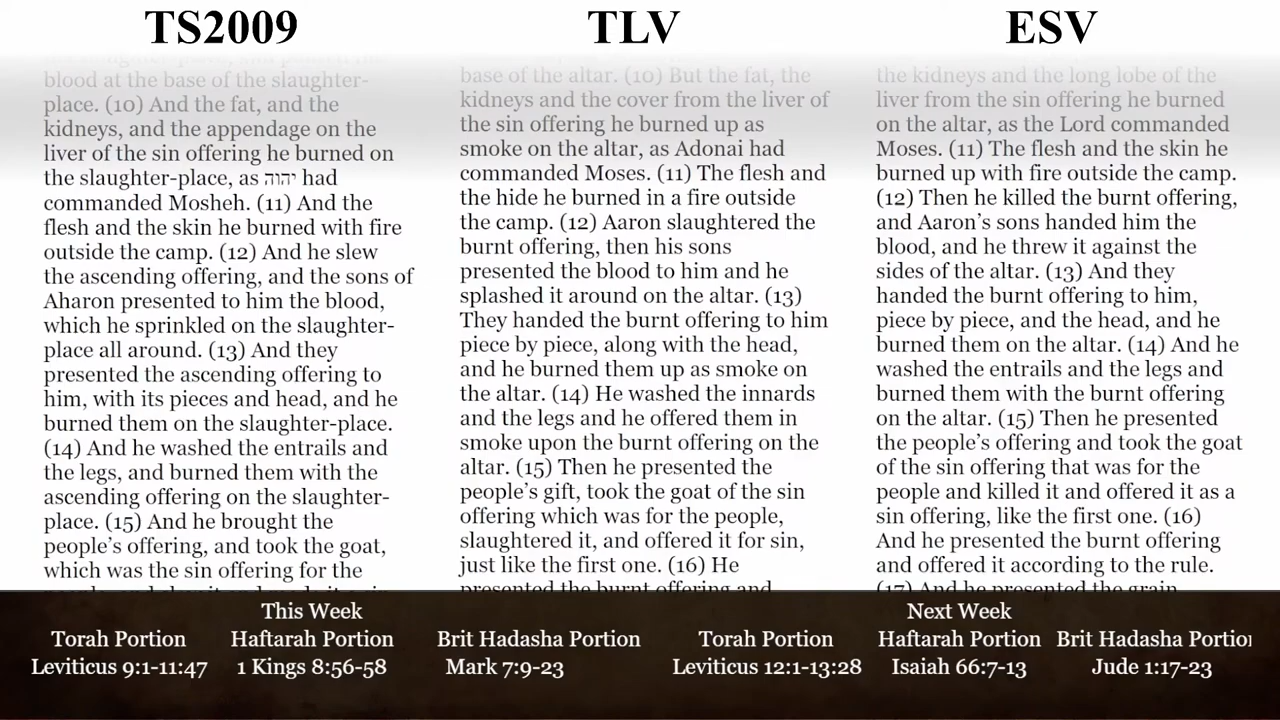 TS2009
blood at the base of the slaughter-
place. (10) And the fat, and the
kidneys, and the appendage on the
liver of the sin offering he burned on
the slaughter-place, as יהוה had
commanded Mosheh. (11) And the
flesh and the skin he burned with fire
outside the camp. (12) And he slew
the ascending offering, and the sons of
Aharon presented to him the blood,
which he sprinkled on the slaughter-
place all around. (13) And they
presented the ascending offering to
him, with its pieces and head, and he
burned them on the slaughter-place.
(14) And he washed the entrails and
the legs, and burned them with the
ascending offering on the slaughter-
place. (15) And he brought the
people's offering, and took the goat,
which was the sin offering for the
TLV
base of the altar. (10) But the fat, the
kidneys and the cover from the liver of
the sin offering he burned up as
smoke on the altar, as Adonai had
commanded Moses. (11) The flesh and
the hide he burned in a fire outside
the camp. (12) Aaron slaughtered the
burnt offering, then his sons
presented the blood to him and he
splashed it around on the altar. (13)
They handed the burnt offering to him
piece by piece, along with the head,
and he burned them up as smoke on
the altar. (14) He washed the innards
and the legs and he offered them in
smoke upon the burnt offering on the
altar. (15) Then he presented the
people's gift, took the goat of the sin
offering which was for the people,
slaughtered it, and offered it for sin,
just like the first one. (16) He
presented the burnt offering and
ESV
the kidneys and the long lobe of the
liver from the sin offering he burned
on the altar, as the Lord commanded
Moses. (11) The flesh and the skin he
burned up with fire outside the camp.
(12) Then he killed the burnt offering,
and Aaron's sons handed him the
blood, and he threw it against the
sides of the altar. (13) And they
handed the burnt offering to him,
piece by piece, and the head, and he
burned them on the altar. (14) And he
washed the entrails and the legs and
burned them with the burnt offering
on the altar. (15) Then he presented
the people's offering and took the goat
of the sin offering that was for the
people and killed it and offered it as a
sin offering, like the first one. (16)
And he presented the burnt offering
and offered it according to the rule.
(17) And he presented the grain
This Week
Torah Portion Haftarah Portion Brit Hadasha Portion
Leviticus 9:1-11:47 1 Kings 8:56-58 Mark 7:9-23
Next Week
Torah Portion Haftarah Portion Brit Hadasha Portion
Leviticus 12:1-13:28 Isaiah 66:7-13 Jude 1:17-23